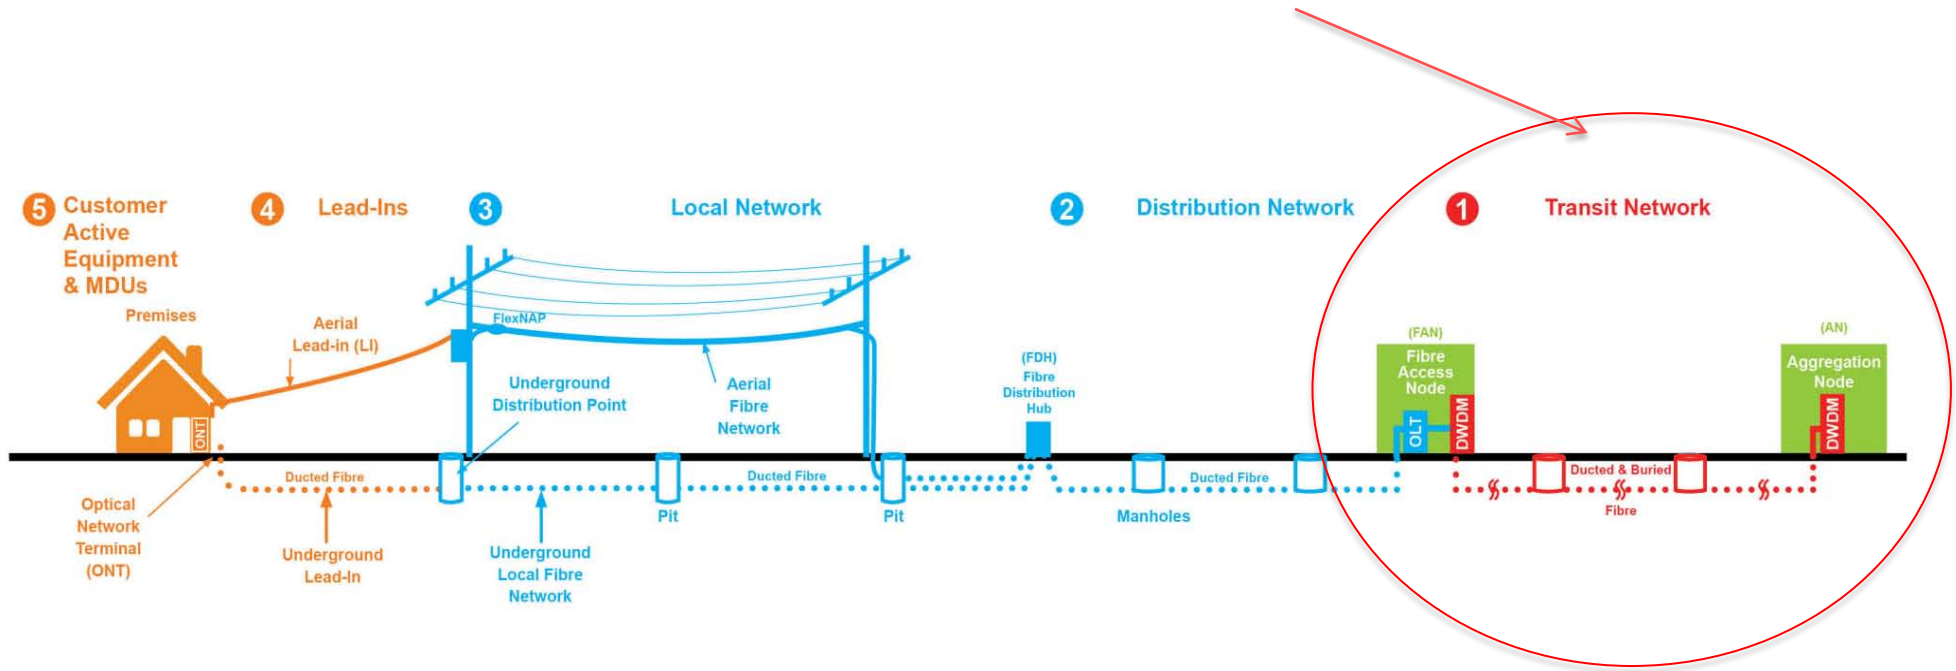 5 Customer
Active
Equipment
& MDUs
4 Lead-Ins
3 Local Network
2 Distribution Network
1 Transit Network
Premises
Aerial
Lead-in (LI)
FlexNAP
Underground
Distribution Point
Aerial
Fibre
Network
(FDH)
Fibre
Distribution
Hub
(FAN)
Fibre
Access
Node
OLT
DWDM
(AN)
Aggregation
Node
DWDM
ONT
Ducted Fibre
Ducted Fibre
Ducted Fibre
Ducted & Buried
Fibre
Optical
Network
Terminal
(ONT)
Underground
Lead-In
Underground
Local Fibre
Network
Pit
Pit
Manholes